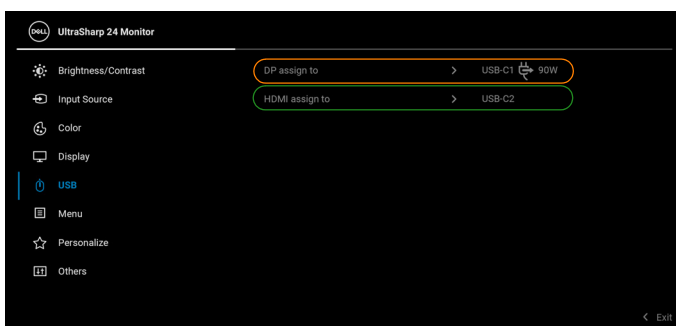 DELL UltraSharp 24 Monitor
Brightness/Contrast
DP assign to > USB-C1 90W
Input Source
HDMI assign to > USB-C2
Color
Display
USB
Menu
Personalize
Others
< Exit